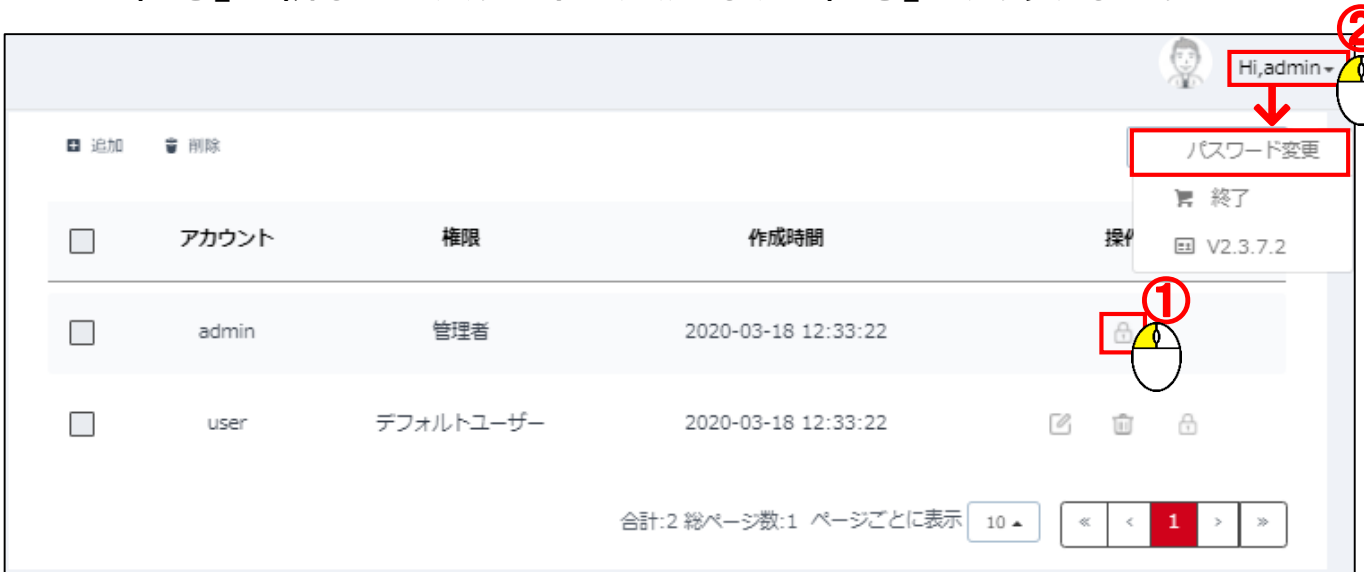 ②
Hi,admin
追加 削除
パスワード変更
終了
V2.3.7.2
アカウント 権限 作成時間
①
admin 管理者 2020-03-18 12:33:22
user デフォルトユーザー 2020-03-18 12:33:22
合計:2 総ページ数:1 ページごとに表示 10 « < 1 > »